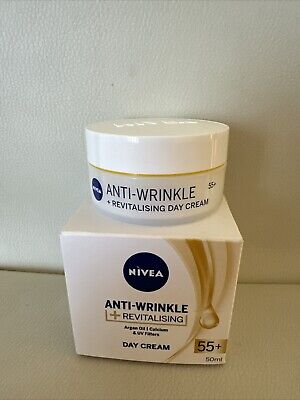 NIVEA
ANTI-WRINKLE 55+
+ REVITALISING DAY CREAM
NIVEA
ANTI-WRINKLE
+ REVITALISING
Argan Oil | Calcium
& UV Filters
DAY CREAM 55+
50ml